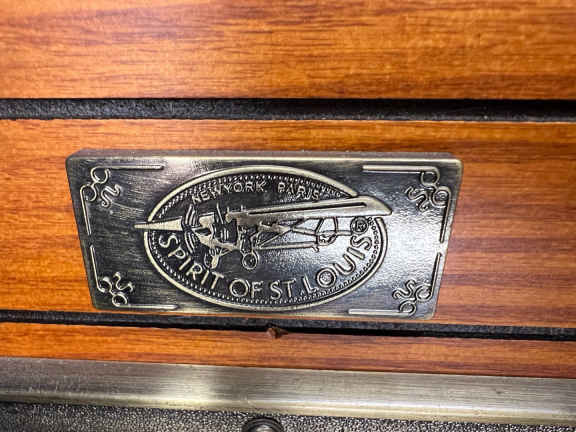 NEW YORK PARIS
SPIRIT OF ST. LOUIS